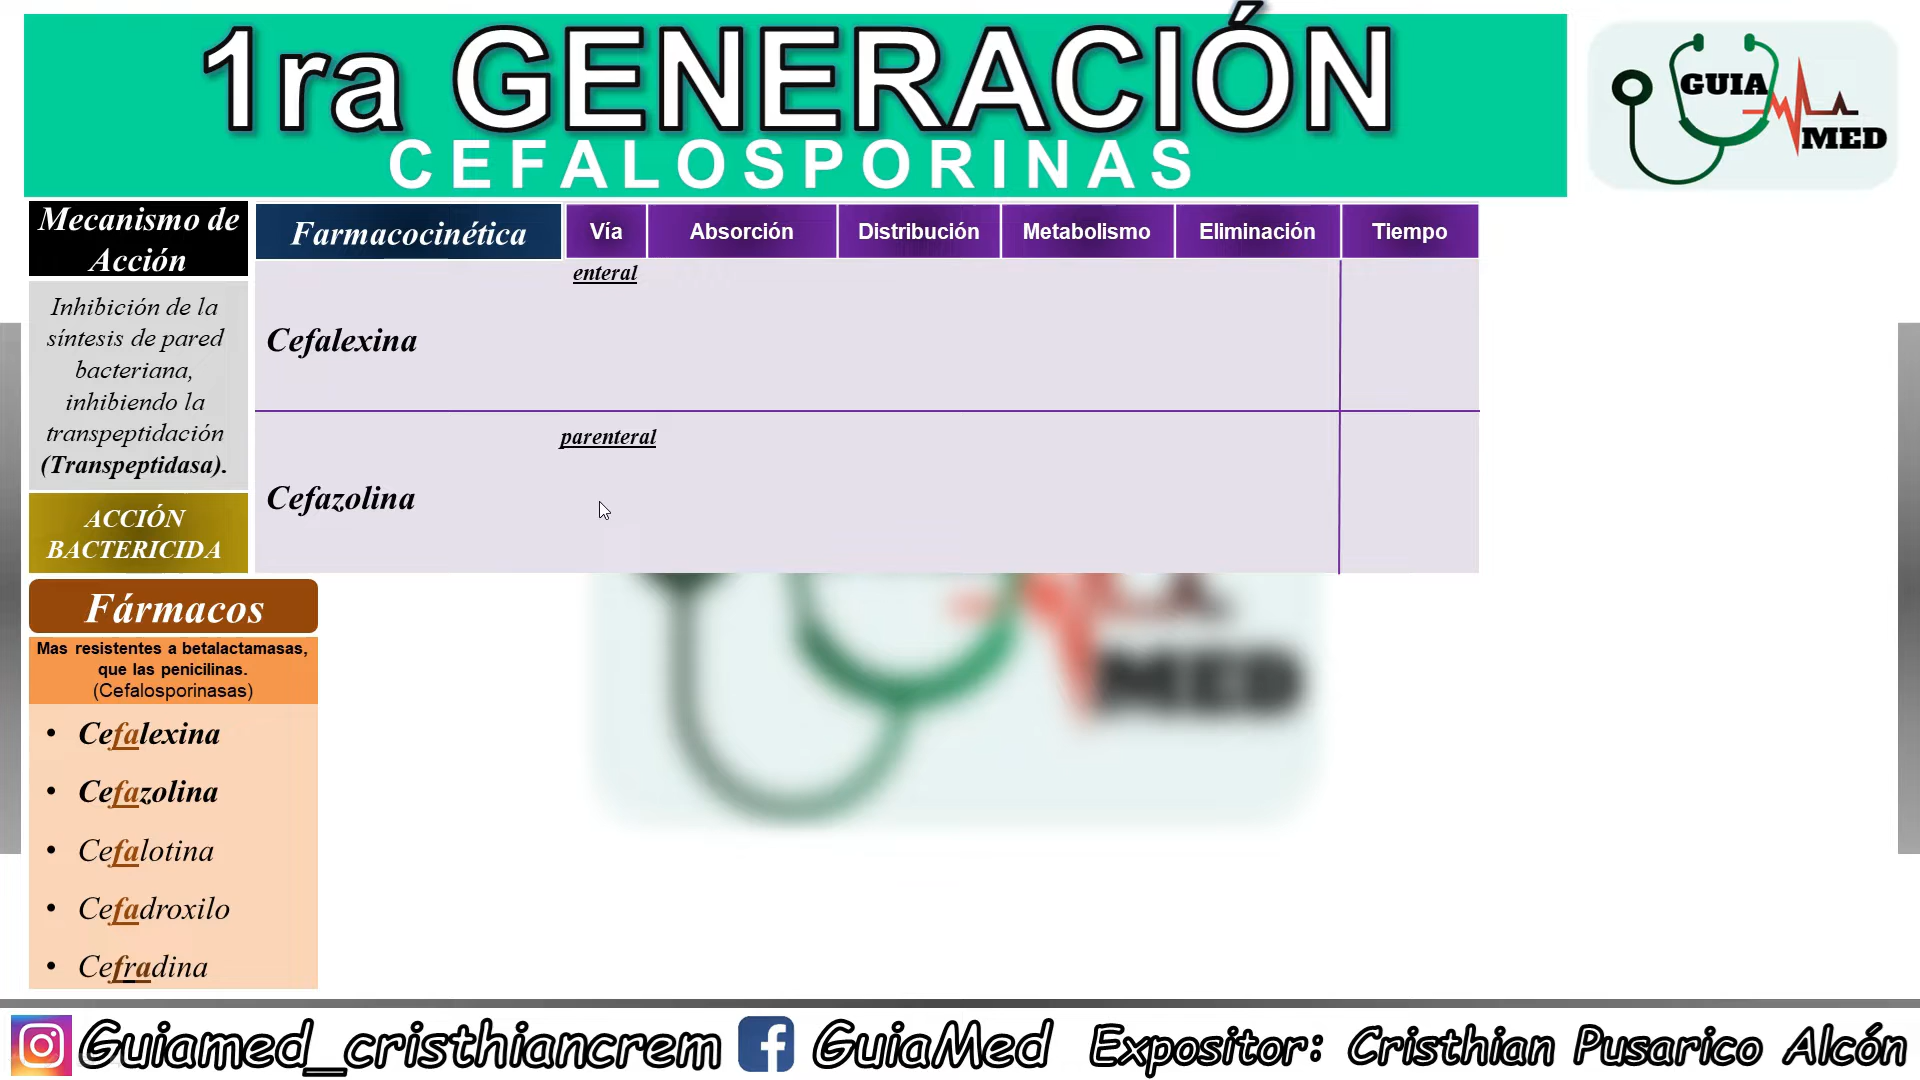 1ra GENERACIÓN
CEFALOSPORINAS
GUIA
MED
Mecanismo de
Acción
Inhibición de la
síntesis de pared
bacteriana,
inhibiendo la
transpeptidación
(Transpeptidasa).
ACCIÓN
BACTERICIDA
Farmacocinética Vía Absorción Distribución Metabolismo Eliminación Tiempo
enteral
Cefalexina
parenteral
Cefazolina
Fármacos
Mas resistentes a betalactamasas,
que las penicilinas.
(Cefalosporinasas)
• Cefalexina
• Cefazolina
• Cefalotina
• Cefadroxilo
• Cefradina
MED
Guiamed_cristhiancrem GuiaMed Expositor: Cristhian Pusarico Alcón